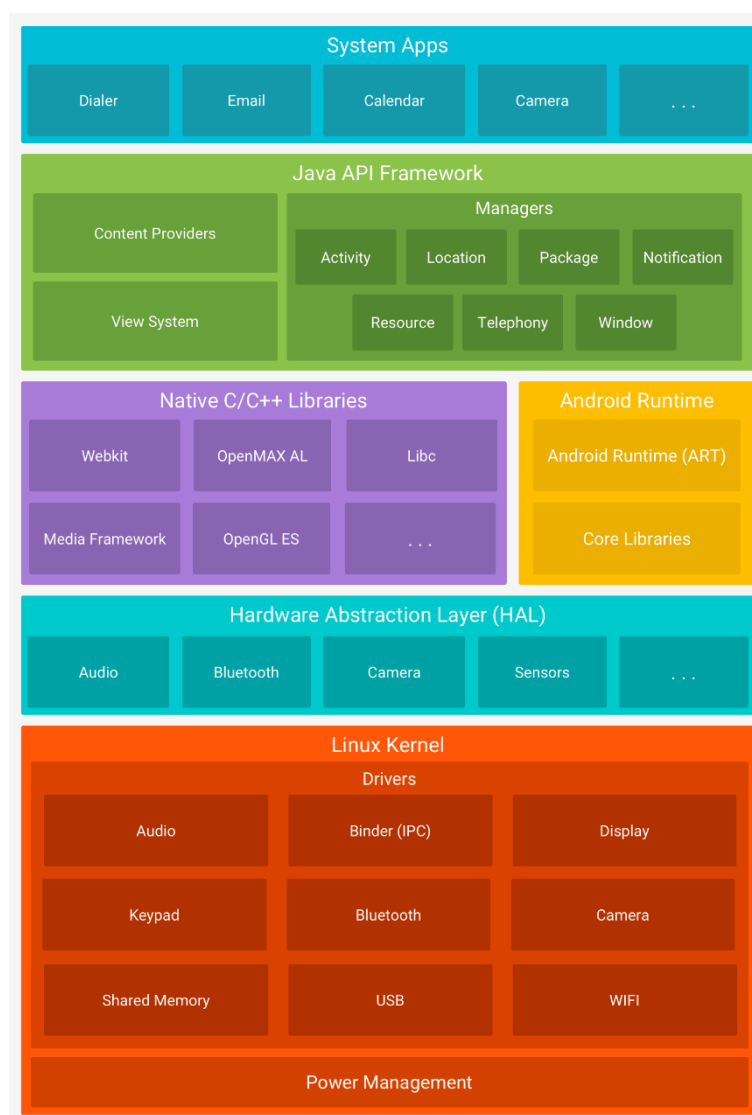 System Apps
Dialer
Email
Calendar
Camera
. . .
Java API Framework
Content Providers
View System
Managers
Activity
Location
Package
Notification
Resource
Telephony
Window
Native C/C++ Libraries
Webkit
OpenMAX AL
Libc
Media Framework
OpenGL ES
. . .
Android Runtime
Android Runtime (ART)
Core Libraries
Hardware Abstraction Layer (HAL)
Audio
Bluetooth
Camera
Sensors
. . .
Linux Kernel
Drivers
Audio
Binder (IPC)
Display
Keypad
Bluetooth
Camera
Shared Memory
USB
WIFI
Power Management